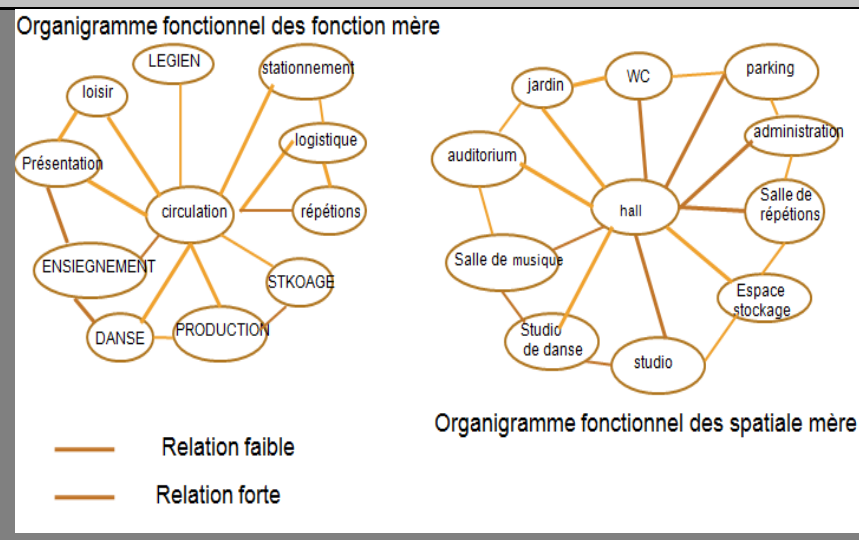 Organigramme fonctionnel des fonction mère
LEGIEN
stationnement
loisir
logistique
Présentation
circulation
répétions
ENSIEGNEMENT
STKOAGE
DANSE
PRODUCTION
jardin
WC
parking
administration
auditorium
Salle de
répétions
hall
Salle de musique
Espace
stockage
Studio
de danse
studio
Organigramme fonctionnel des spatiale mère
Relation faible
Relation forte